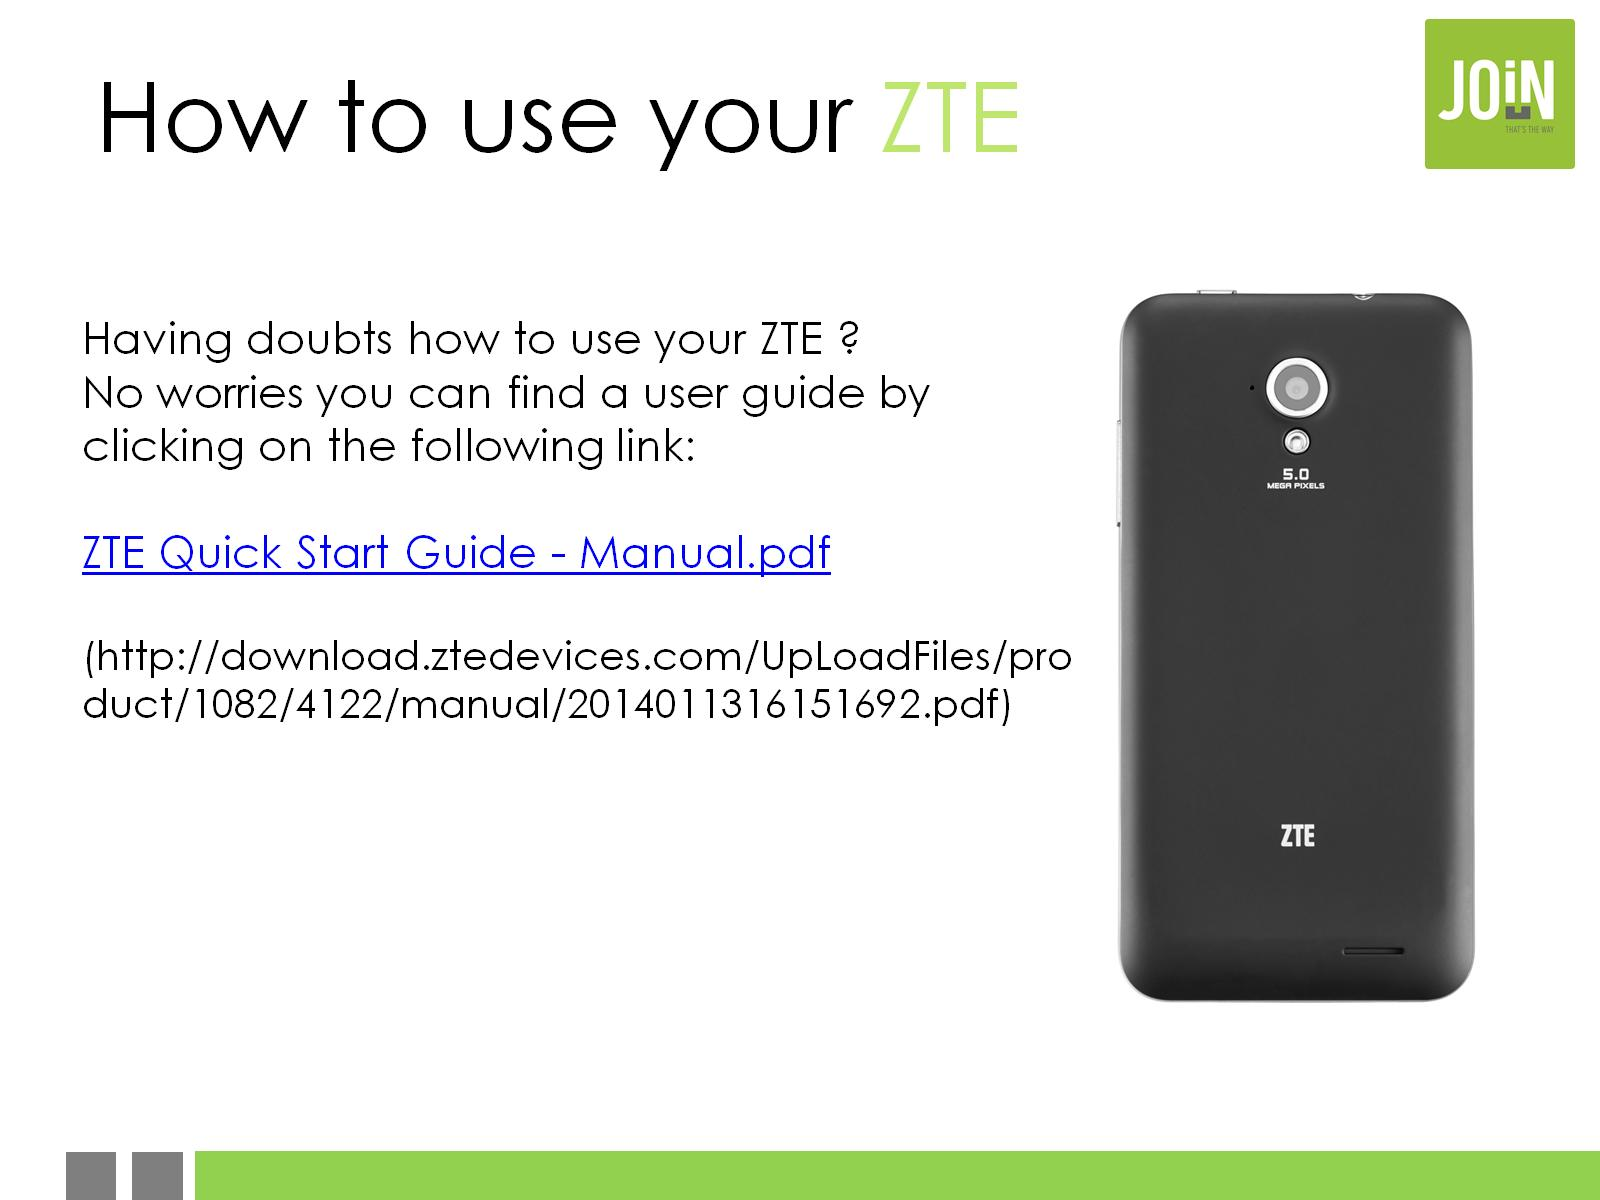 How to use your ZTE
JOiN
THAT'S THE WAY
Having doubts how to use your ZTE ?
No worries you can find a user guide by
clicking on the following link:
ZTE Quick Start Guide - Manual.pdf
(http://download.ztedevices.com/UpLoadFiles/pro
duct/1082/4122/manual/2014011316151692.pdf)
5.0
MEGA PIXELS
ZTE